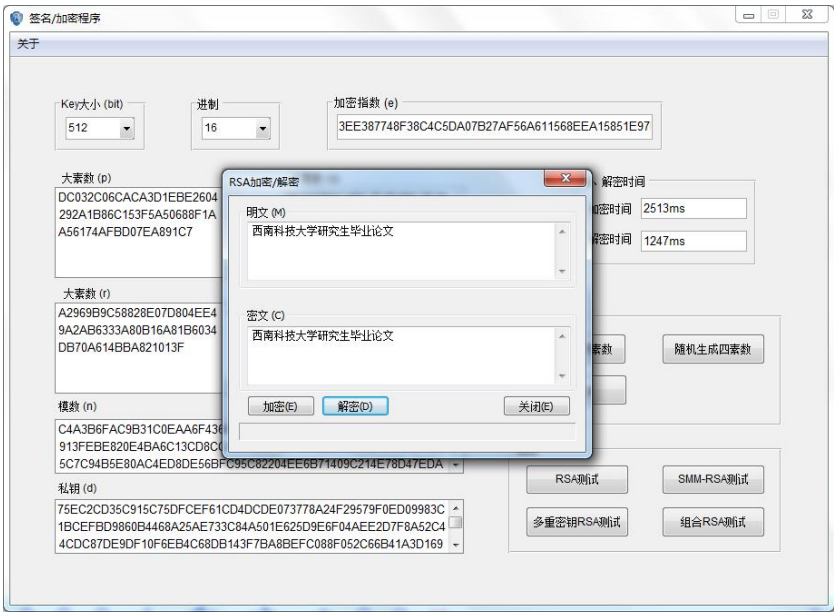 签名/加密程序
关于
Key大小 (bit)
512
进制
16
加密指数 (e)
3EE387748F38C4C5DA07B27AF56A611568EEA15851E97
大素数 (p)
DC032C06CACA3D1EBE2604
292A1B86C153F5A50688F1A
A56174AFBD07EA891C7
、解密时间
加密时间 2513ms
解密时间 1247ms
RSA加密/解密
明文 (M)
西南科技大学研究生毕业论文
密文 (C)
西南科技大学研究生毕业论文
加密(E)
解密(D)
关闭(E)
大素数 (r)
A2969B9C58828E07D804EE4
9A2AB6333A80B16A81B6034
DB70A614BBA821013F
素数
随机生成四素数
模数 (n)
C4A3B6FAC9B31C0EAA6F436
913FEBE820E4BA6C13CD8C
5C7C94B5E80AC4ED8DE56BFC95C82204EE6B71409C214E78D47EDA
私钥 (d)
75EC2CD35C915C75DFCEF61CD4DCDE073778A24F29579F0ED09983C
1BCEFBD9860B4468A25AE733C84A501E625D9E6F04AEE2D7F8A52C4
4CDC87DE9DF10F6EB4C68DB143F7BA8BEFC088F052C66B41A3D169
RSA测试
SMM-RSA测试
多重密钥RSA测试
组合RSA测试